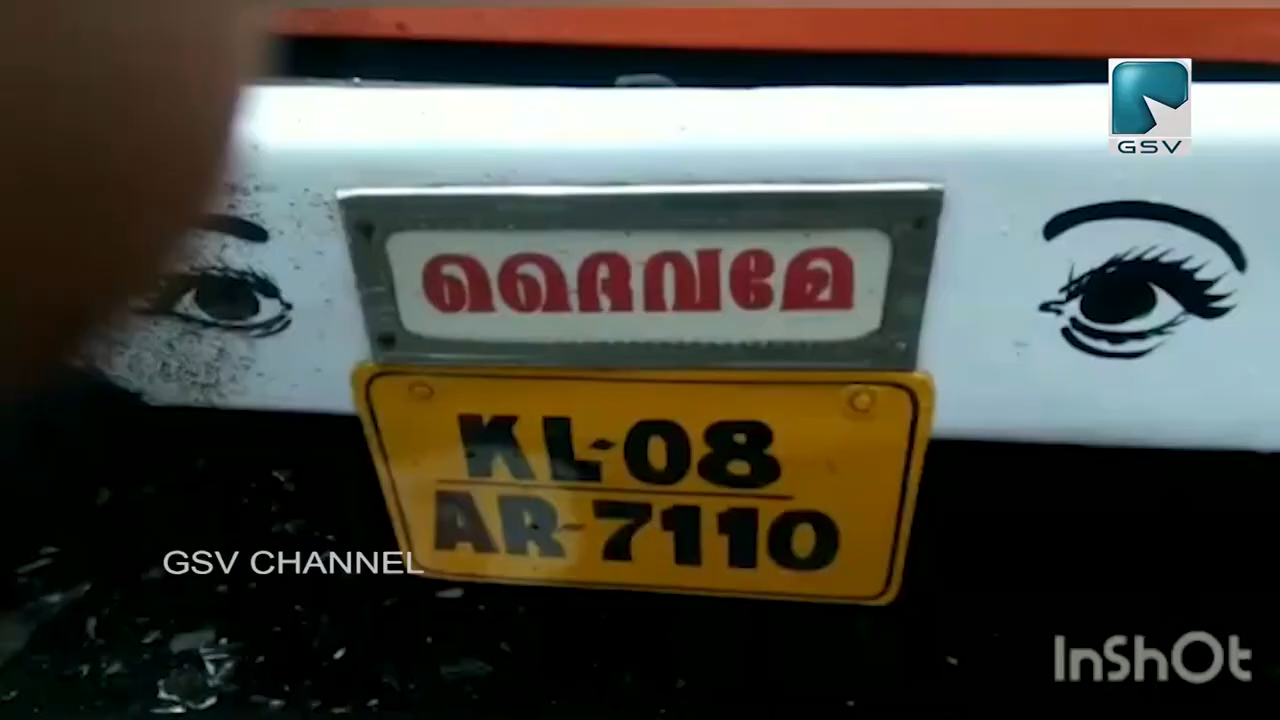 GSV
ദൈവമേ
KL-08
AR-7110
GSV CHANNEL
InShOt